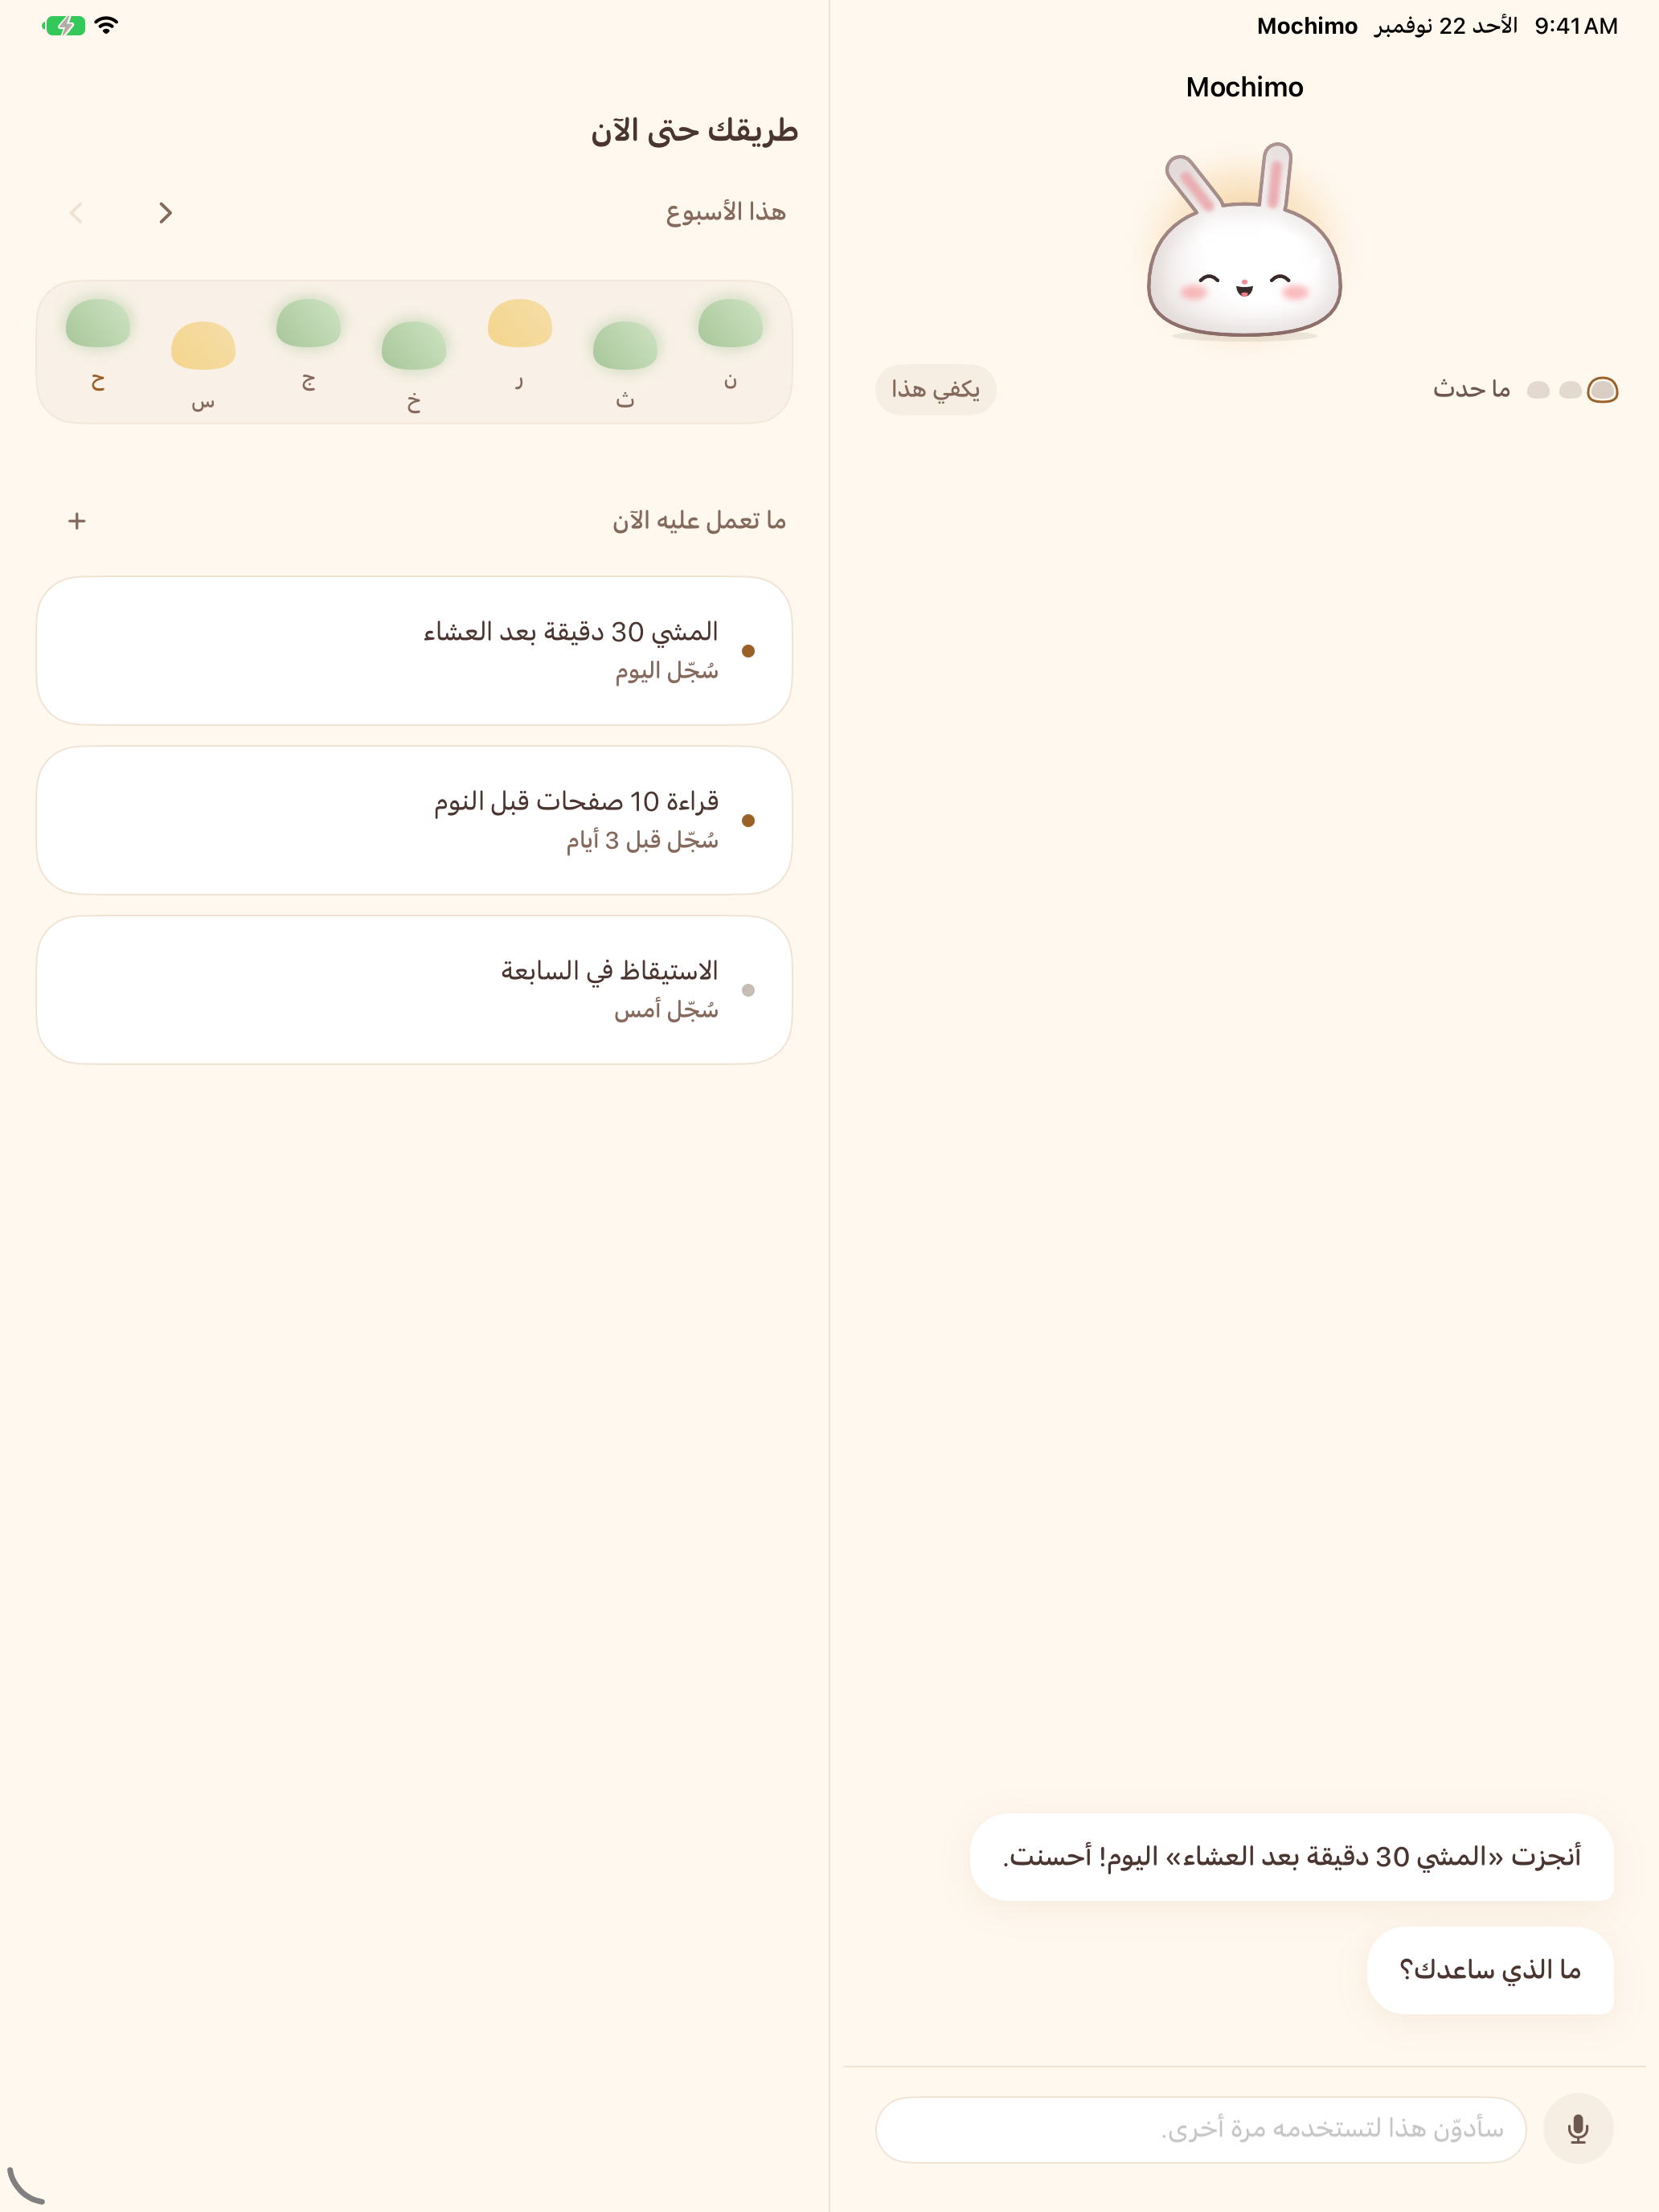 9:41 AM الأحد 22 نوفمبر Mochimo
Mochimo
ما حدث
يكفي هذا
أنجزت «المشي 30 دقيقة بعد العشاء» اليوم! أحسنت.
ما الذي ساعدك؟
سأدوّن هذا لتستخدمه مرة أخرى.
طريقك حتى الآن
هذا الأسبوع
ن ث ر خ ج س ح
ما تعمل عليه الآن
المشي 30 دقيقة بعد العشاء
سُجّل اليوم
قراءة 10 صفحات قبل النوم
سُجّل قبل 3 أيام
الاستيقاظ في السابعة
سُجّل أمس